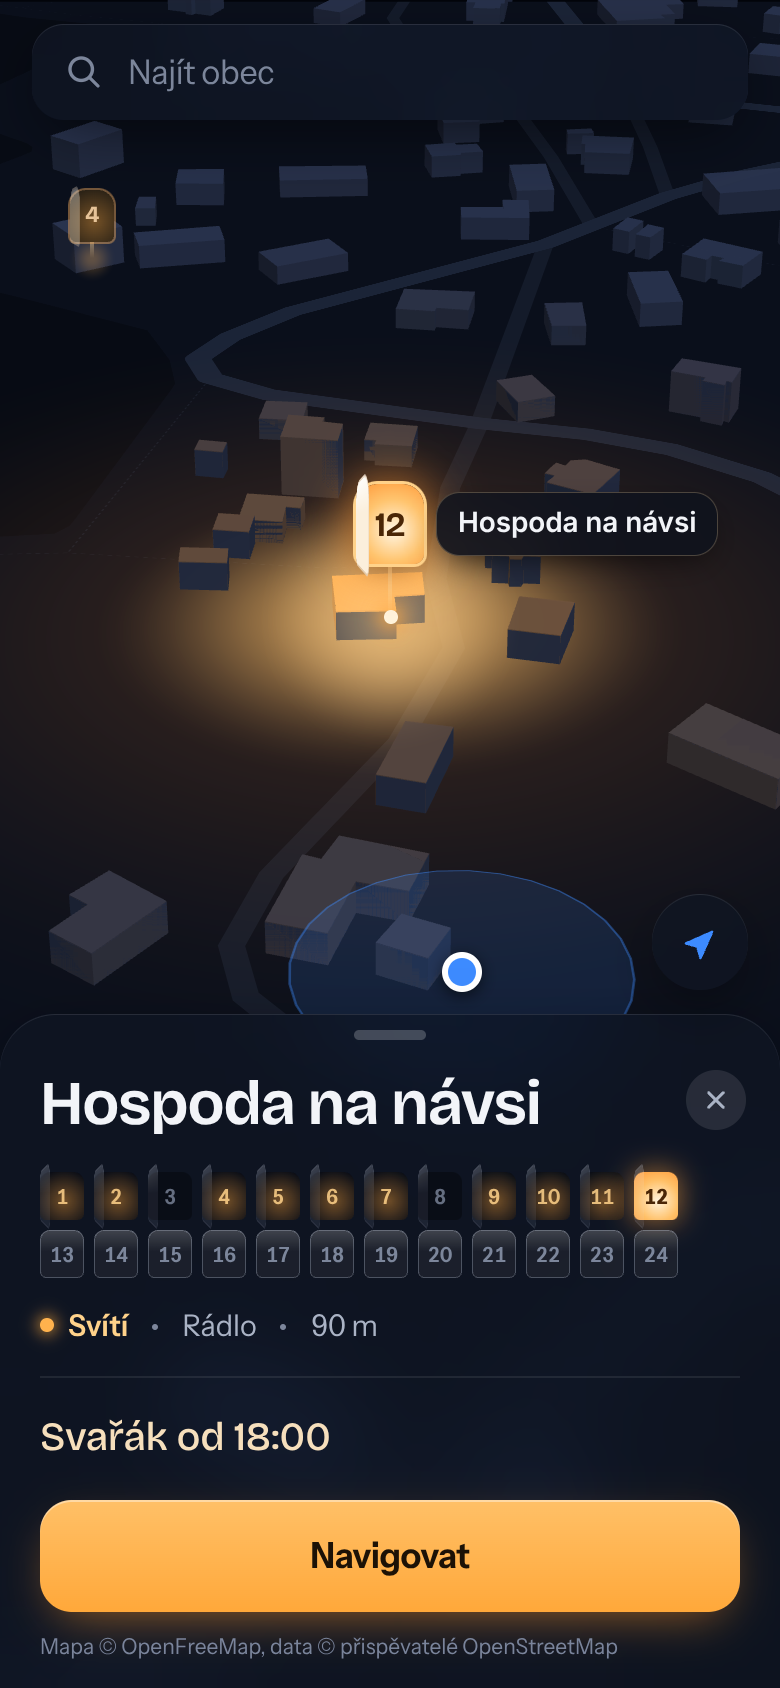 Najít obec
4
12
Hospoda na návsi
Hospoda na návsi
1 2 3 4 5 6 7 8 9 10 11 12
13 14 15 16 17 18 19 20 21 22 23 24
Svítí • Rádlo • 90 m
Svařák od 18:00
Navigovat
Mapa © OpenFreeMap, data © přispěvatelé OpenStreetMap